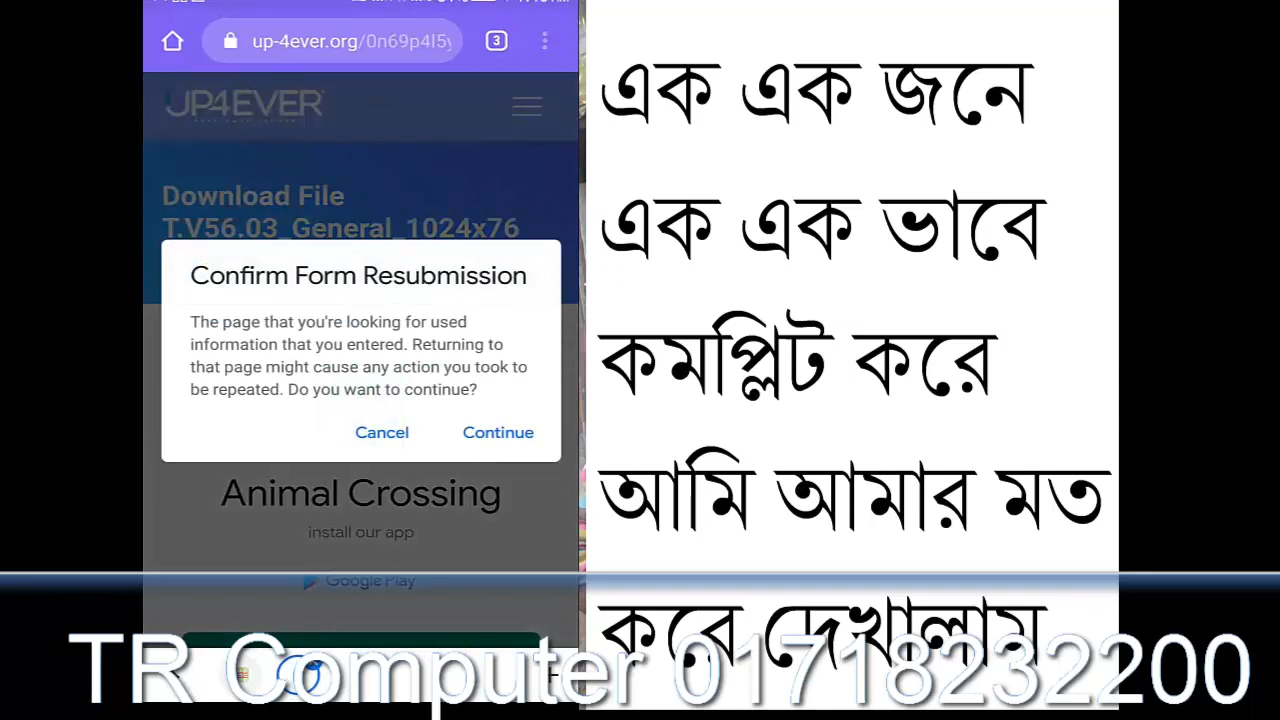 up-4ever.org/0n69p4l5y
3
UP4EVER
Download File
T.V56.03_General_1024x76
Confirm Form Resubmission
The page that you're looking for used
information that you entered. Returning to
that page might cause any action you took to
be repeated. Do you want to continue?
Cancel Continue
Animal Crossing
install our app
Google Play
এক এক জনে
এক এক ভাবে
কমপ্লিট করে
আমি আমার মত
করে দেখালাম
TR Computer 01718232200